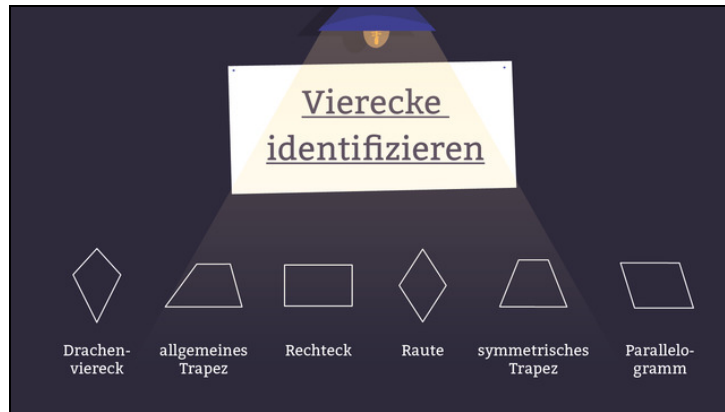 Vierecke
identifizieren
Drachen-
viereck
allgemeines
Trapez
Rechteck
Raute
symmetrisches
Trapez
Parallelo-
gramm